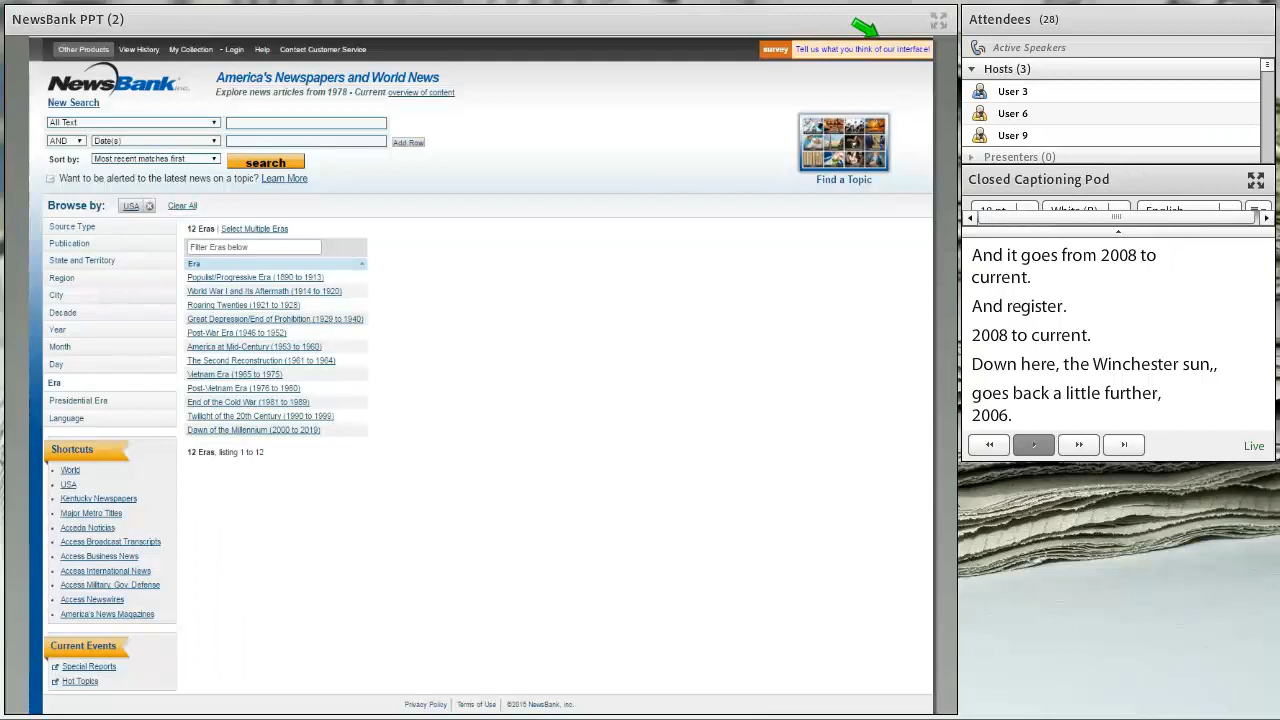 NewsBank PPT (2)
Other Products View History My Collection - Login Help Contact Customer Service
survey Tell us what you think of our interface!
NewsBank inc.
America's Newspapers and World News
Explore news articles from 1978 - Current overview of content
New Search
All Text
AND Date(s) Add Row
Sort by: Most recent matches first search
Want to be alerted to the latest news on a topic? Learn More
Find a Topic
Browse by: USA Clear All
Source Type
Publication
State and Territory
Region
City
Decade
Year
Month
Day
Era
Presidential Era
Language
12 Eras | Select Multiple Eras
Filter Eras below
Era
Populist/Progressive Era (1890 to 1913)
World War I and Its Aftermath (1914 to 1920)
Roaring Twenties (1921 to 1928)
Great Depression/End of Prohibition (1929 to 1940)
Post-War Era (1946 to 1952)
America at Mid-Century (1953 to 1960)
The Second Reconstruction (1961 to 1964)
Vietnam Era (1965 to 1975)
Post-Vietnam Era (1976 to 1980)
End of the Cold War (1981 to 1989)
Twilight of the 20th Century (1990 to 1999)
Dawn of the Millennium (2000 to 2019)
12 Eras, listing 1 to 12
Shortcuts
World
USA
Kentucky Newspapers
Major Metro Titles
Acceda Noticias
Access Broadcast Transcripts
Access Business News
Access International News
Access Military, Gov. Defense
Access Newswires
America's News Magazines
Current Events
Special Reports
Hot Topics
Privacy Policy Terms of Use ©2015 NewsBank, inc.
Attendees (28)
Active Speakers
Hosts (3)
User 3
User 6
User 9
Presenters (0)
Closed Captioning Pod
And it goes from 2008 to
current.
And register.
2008 to current.
Down here, the Winchester sun,,
goes back a little further,
2006.
Live